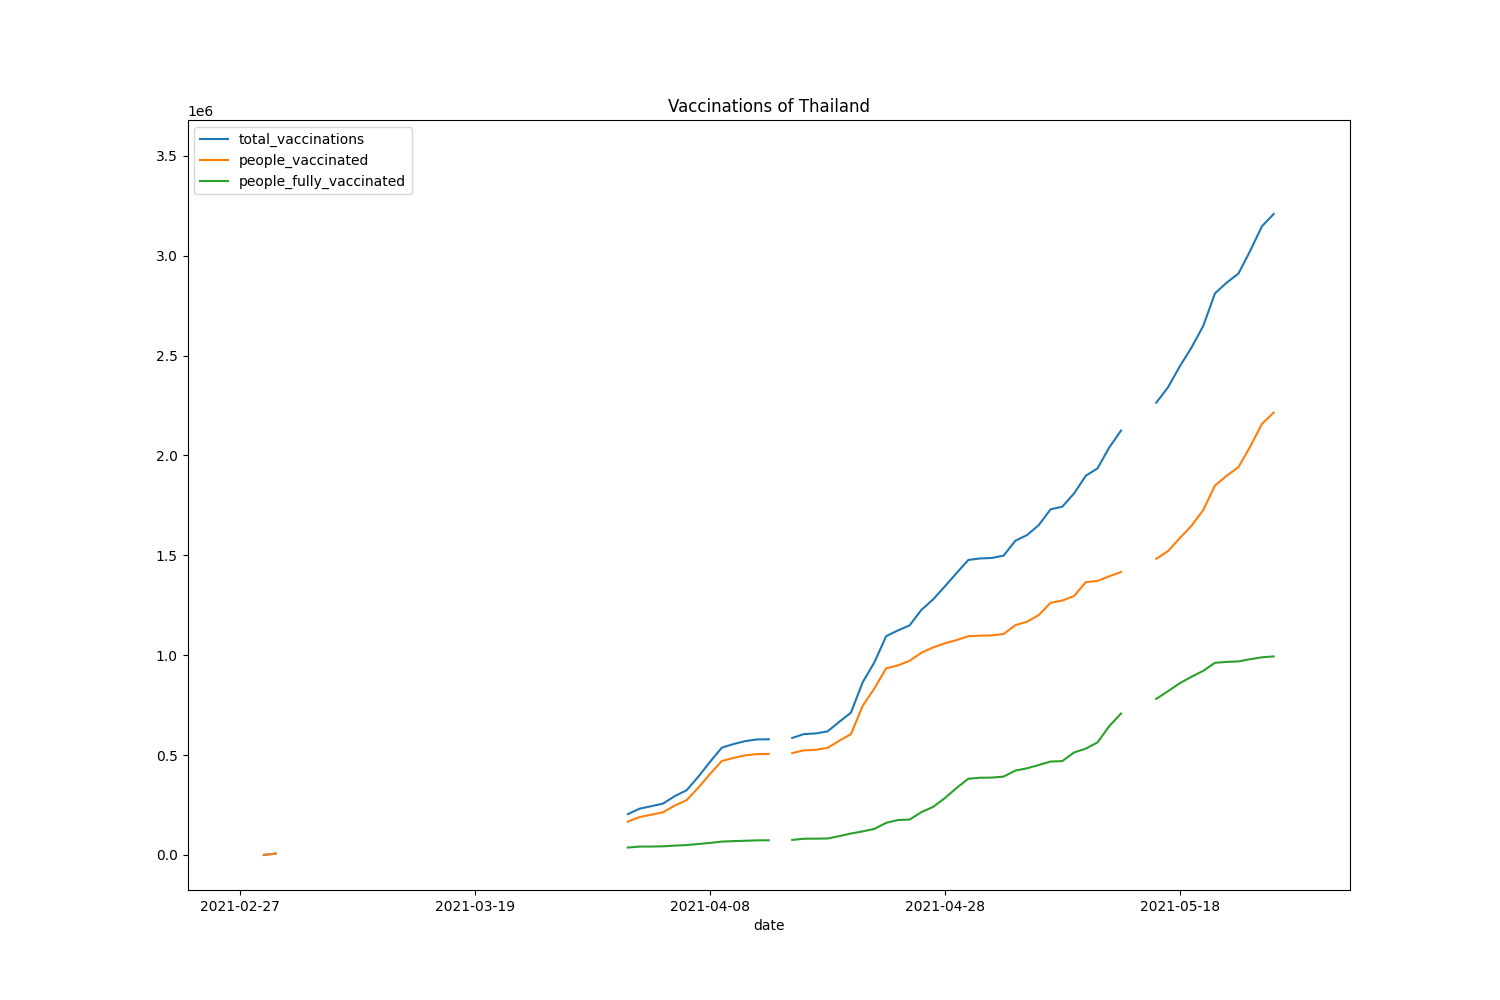 Vaccinations of Thailand
1e6
total_vaccinations
people_vaccinated
people_fully_vaccinated
3.5
3.0
2.5
2.0
1.5
1.0
0.5
0.0
2021-02-27 2021-03-19 2021-04-08 2021-04-28 2021-05-18
date